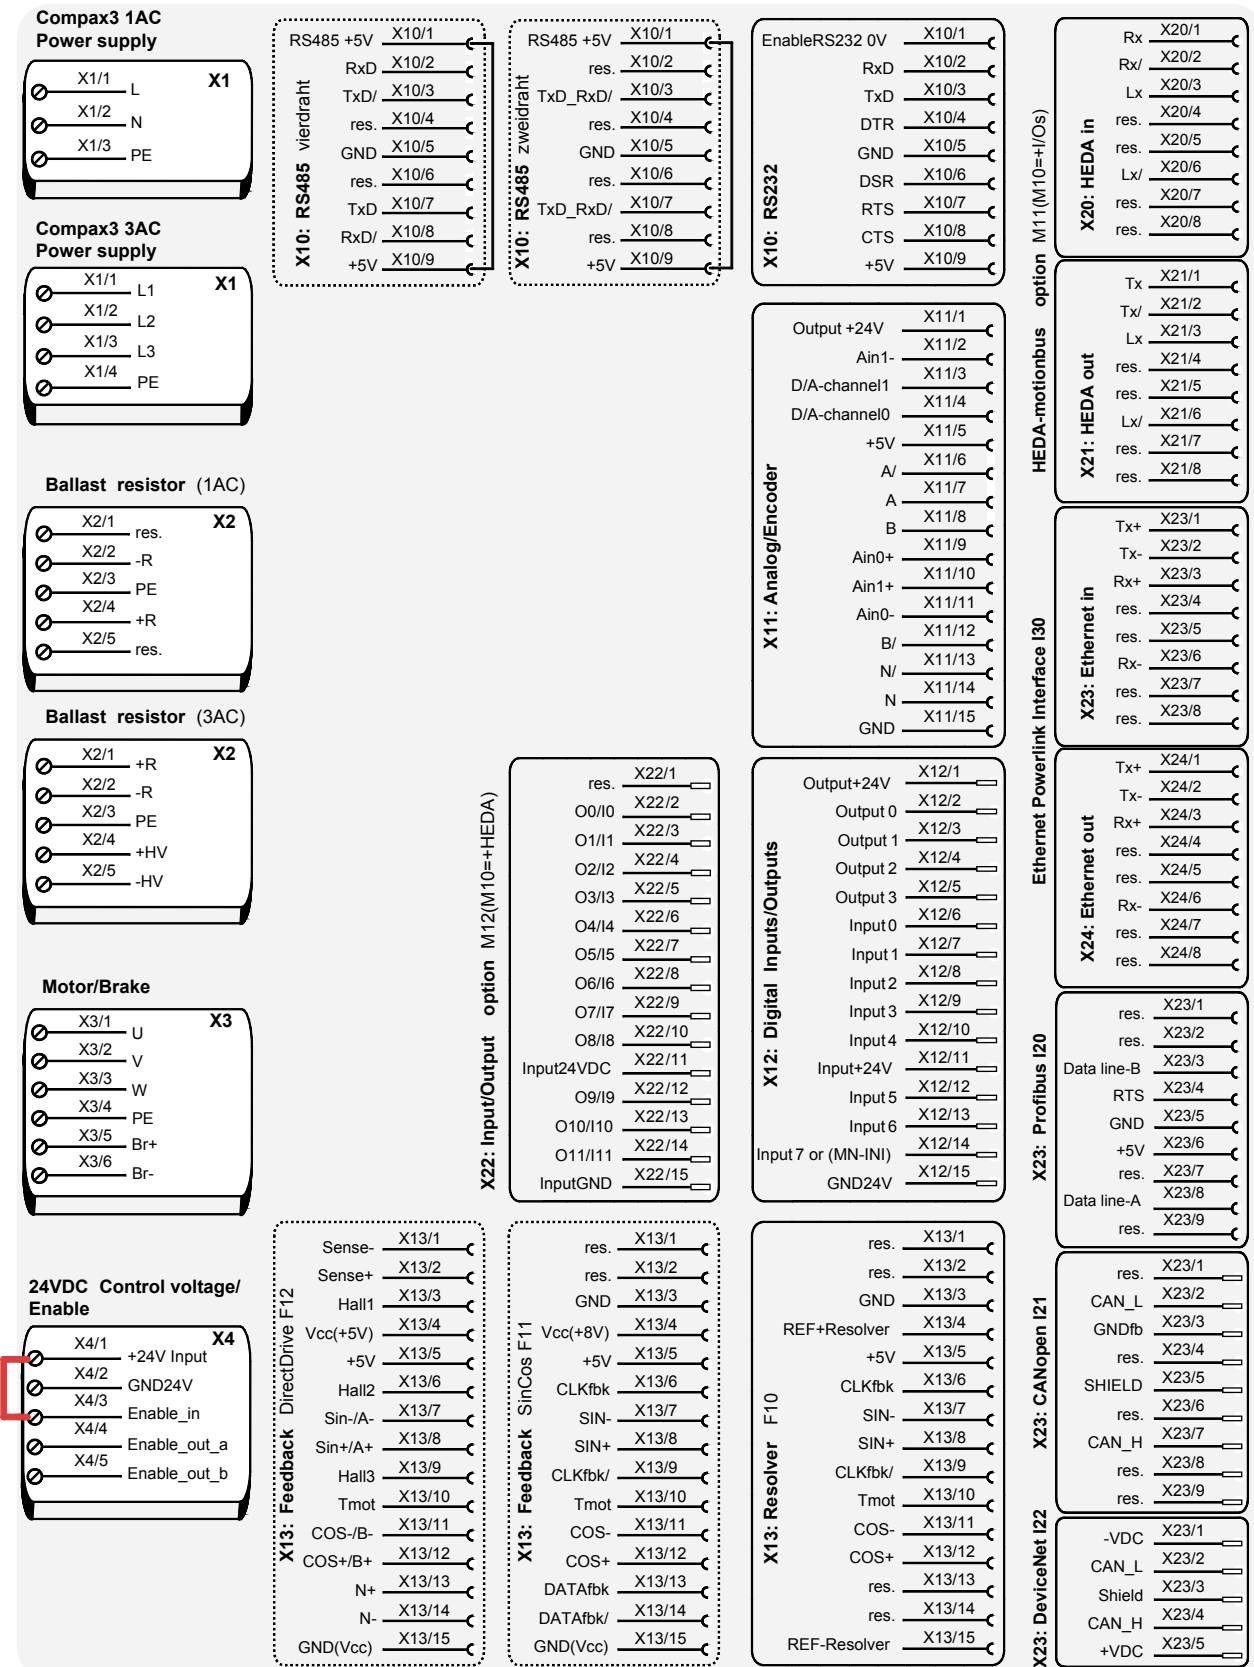 Compax3 1AC
Power supply
X1
X1/1 L
X1/2 N
X1/3 PE
Compax3 3AC
Power supply
X1
X1/1 L1
X1/2 L2
X1/3 L3
X1/4 PE
Ballast resistor (1AC)
X2
X2/1 res.
X2/2 -R
X2/3 PE
X2/4 +R
X2/5 res.
Ballast resistor (3AC)
X2
X2/1 +R
X2/2 -R
X2/3 PE
X2/4 +HV
X2/5 -HV
Motor/Brake
X3
X3/1 U
X3/2 V
X3/3 W
X3/4 PE
X3/5 Br+
X3/6 Br-
24VDC Control voltage/
Enable
X4
X4/1 +24V Input
X4/2 GND24V
X4/3 Enable_in
X4/4 Enable_out_a
X4/5 Enable_out_b
X10: RS485 vierdraht
RS485 +5V X10/1
RxD X10/2
TxD/ X10/3
res. X10/4
GND X10/5
res. X10/6
TxD X10/7
RxD/ X10/8
+5V X10/9
X10: RS485 zweidraht
RS485 +5V X10/1
res. X10/2
TxD_RxD/ X10/3
res. X10/4
GND X10/5
res. X10/6
TxD_RxD/ X10/7
res. X10/8
+5V X10/9
X10: RS232
EnableRS232 0V X10/1
RxD X10/2
TxD X10/3
DTR X10/4
GND X10/5
DSR X10/6
RTS X10/7
CTS X10/8
+5V X10/9
X11: Analog/Encoder
Output +24V X11/1
Ain1- X11/2
D/A-channel1 X11/3
D/A-channel0 X11/4
+5V X11/5
A/ X11/6
A X11/7
B X11/8
Ain0+ X11/9
Ain1+ X11/10
Ain0- X11/11
B/ X11/12
N/ X11/13
N X11/14
GND X11/15
X22: Input/Output option M12(M10=+HEDA)
res. X22/1
O0/I0 X22/2
O1/I1 X22/3
O2/I2 X22/4
O3/I3 X22/5
O4/I4 X22/6
O5/I5 X22/7
O6/I6 X22/8
O7/I7 X22/9
O8/I8 X22/10
Input24VDC X22/11
O9/I9 X22/12
O10/I10 X22/13
O11/I11 X22/14
InputGND X22/15
X12: Digital Inputs/Outputs
Output+24V X12/1
Output 0 X12/2
Output 1 X12/3
Output 2 X12/4
Output 3 X12/5
Input 0 X12/6
Input 1 X12/7
Input 2 X12/8
Input 3 X12/9
Input 4 X12/10
Input+24V X12/11
Input 5 X12/12
Input 6 X12/13
Input 7 or (MN-INI) X12/14
GND24V X12/15
X13: Feedback DirectDrive F12
Sense- X13/1
Sense+ X13/2
Hall1 X13/3
Vcc(+5V) X13/4
+5V X13/5
Hall2 X13/6
Sin-/A- X13/7
Sin+/A+ X13/8
Hall3 X13/9
Tmot X13/10
COS-/B- X13/11
COS+/B+ X13/12
N+ X13/13
N- X13/14
GND(Vcc) X13/15
X13: Feedback SinCos F11
res. X13/1
res. X13/2
GND X13/3
Vcc(+8V) X13/4
+5V X13/5
CLKfbk X13/6
SIN- X13/7
SIN+ X13/8
CLKfbk/ X13/9
Tmot X13/10
COS- X13/11
COS+ X13/12
DATAfbk X13/13
DATAfbk/ X13/14
GND(Vcc) X13/15
X13: Resolver F10
res. X13/1
res. X13/2
GND X13/3
REF+Resolver X13/4
+5V X13/5
CLKfbk X13/6
SIN- X13/7
SIN+ X13/8
CLKfbk/ X13/9
Tmot X13/10
COS- X13/11
COS+ X13/12
res. X13/13
res. X13/14
REF-Resolver X13/15
HEDA-motionbus option M11(M10=+I/Os)
X20: HEDA in
Rx X20/1
Rx/ X20/2
Lx X20/3
res. X20/4
res. X20/5
Lx/ X20/6
res. X20/7
res. X20/8
X21: HEDA out
Tx X21/1
Tx/ X21/2
Lx X21/3
res. X21/4
res. X21/5
Lx/ X21/6
res. X21/7
res. X21/8
Ethernet Powerlink Interface I30
X23: Ethernet in
Tx+ X23/1
Tx- X23/2
Rx+ X23/3
res. X23/4
res. X23/5
Rx- X23/6
res. X23/7
res. X23/8
X24: Ethernet out
Tx+ X24/1
Tx- X24/2
Rx+ X24/3
res. X24/4
res. X24/5
Rx- X24/6
res. X24/7
res. X24/8
X23: Profibus I20
res. X23/1
res. X23/2
Data line-B X23/3
RTS X23/4
GND X23/5
+5V X23/6
res. X23/7
Data line-A X23/8
res. X23/9
X23: CANopen I21
res. X23/1
CAN_L X23/2
GNDfb X23/3
res. X23/4
SHIELD X23/5
res. X23/6
CAN_H X23/7
res. X23/8
res. X23/9
X23: DeviceNet I22
-VDC X23/1
CAN_L X23/2
Shield X23/3
CAN_H X23/4
+VDC X23/5